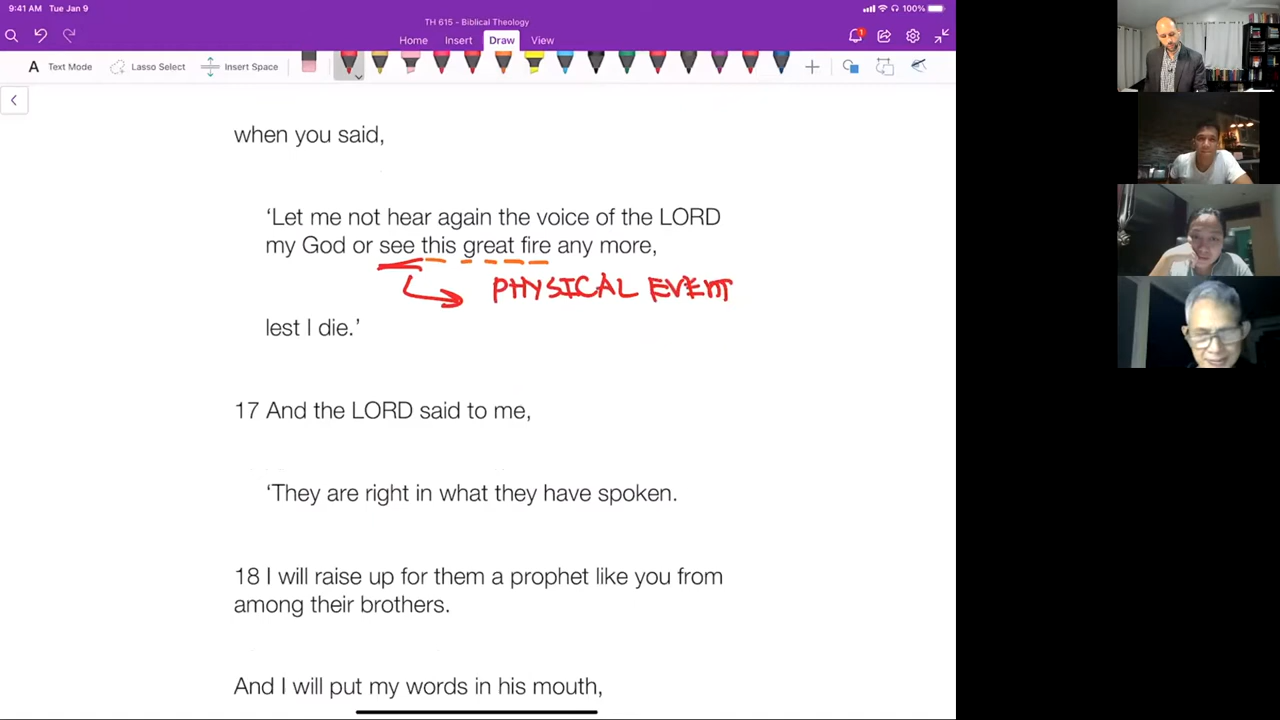 9:41 AM Tue Jan 9
100%
TH 615 - Biblical Theology
Home Insert Draw View
1
A Text Mode Lasso Select Insert Space
when you said,
‘Let me not hear again the voice of the LORD
my God or see this great fire any more,
PHYSICAL EVENT
lest I die.’
17 And the LORD said to me,
‘They are right in what they have spoken.
18 I will raise up for them a prophet like you from
among their brothers.
And I will put my words in his mouth,